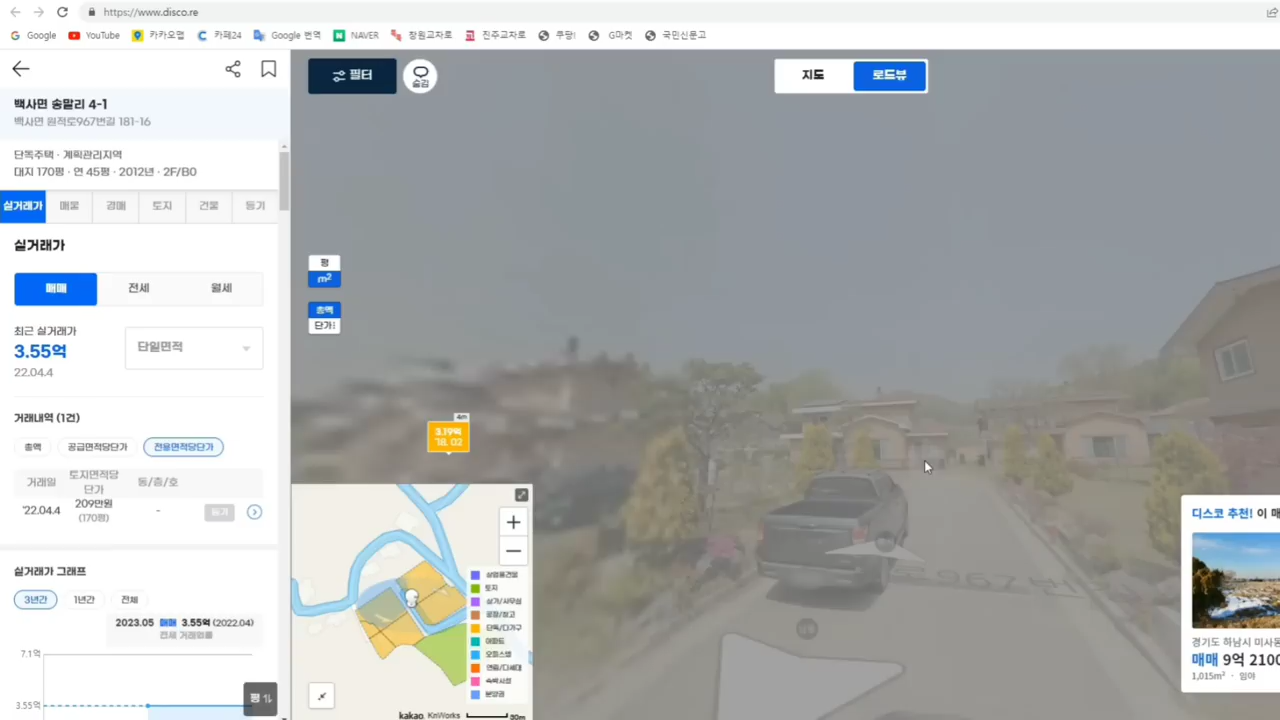 https://www.disco.re
Google
YouTube
카카오맵
카페24
Google 번역
NAVER
창원교차로
진주교차로
쿠팡!
G마켓
국민신문고
백사면 송말리 4-1
백사면 원적로967번길 181-16
단독주택 · 계획관리지역
대지 170평 · 연 45평 · 2012년 · 2F/B0
실거래가
매물
경매
토지
건물
등기
실거래가
매매
전세
월세
최근 실거래가
3.55억
22.04.4
단일면적
거래내역 (1건)
총액
공급면적당단가
전용면적당단가
거래일
토지면적당
단가
동/층/호
'22.04.4
209만원
(170평)
-
등기
실거래가 그래프
3년간
1년간
전체
2023.05 매매 3.55억 (2022.04)
전세 거래없음
7.1억
3.55억
평
필터
숨김
지도
로드뷰
평
m²
총액
단가
4m
3.19억
'18. 02
상업용건물
토지
상가/사무실
공장/창고
단독/다가구
아파트
오피스텔
연립/다세대
숙박시설
분양권
kakao, KnWorks
30m
디스코 추천! 이 매
경기도 하남시 미사동
매매 9억 2100
1,015m² · 임야